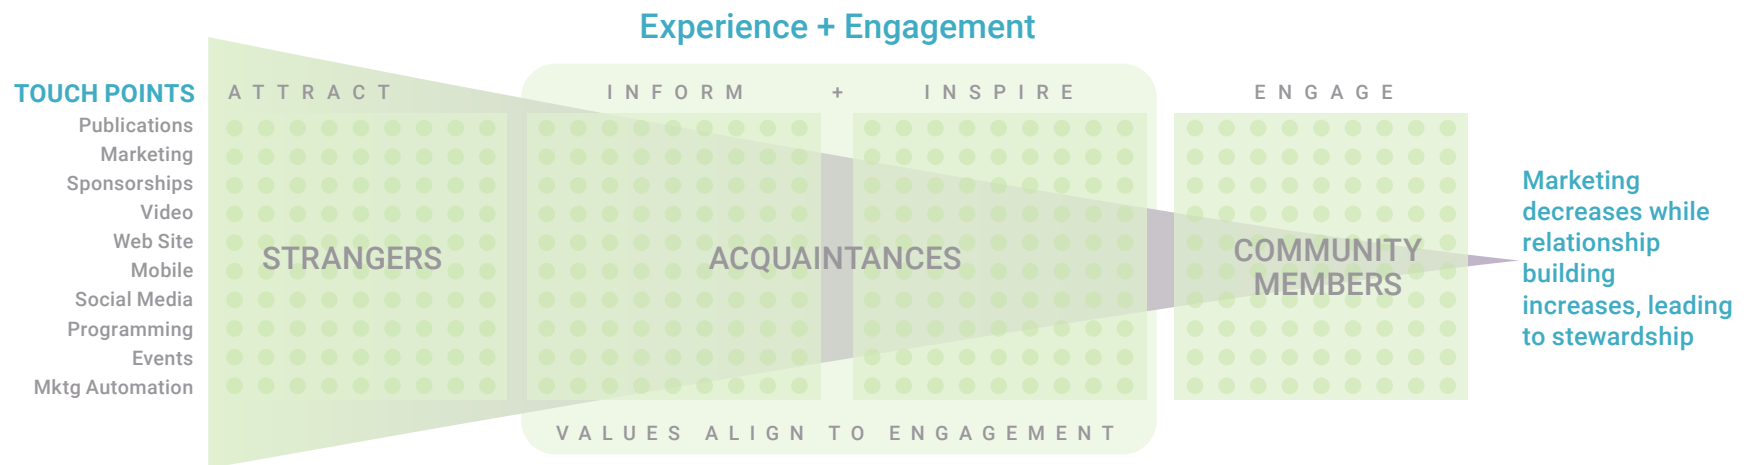 Experience + Engagement
TOUCH POINTS
ATTRACT
INFORM + INSPIRE
ENGAGE
Publications
Marketing
Sponsorships
Video
Web Site
Mobile
Social Media
Programming
Events
Mktg Automation
STRANGERS
ACQUAINTANCES
COMMUNITY
MEMBERS
Marketing
decreases while
relationship
building
increases, leading
to stewardship
VALUES ALIGN TO ENGAGEMENT